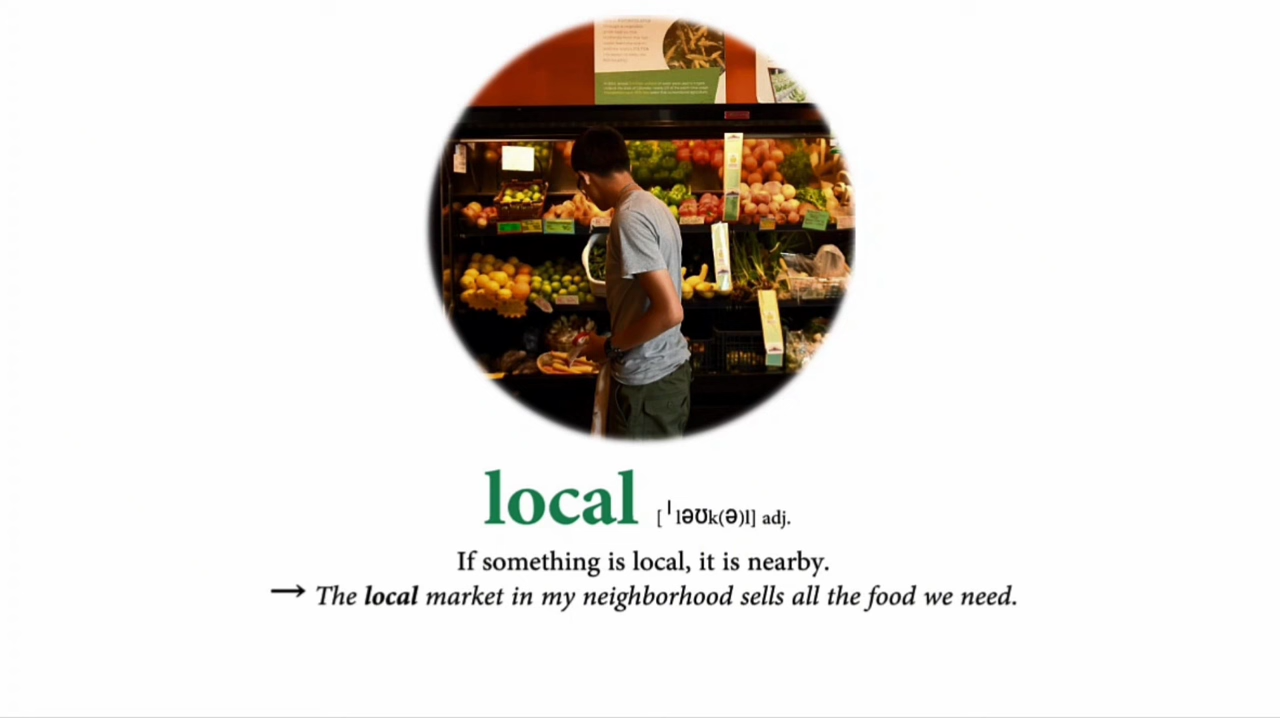 local [ˈləʊk(ə)l] adj.
If something is local, it is nearby.
→ The local market in my neighborhood sells all the food we need.